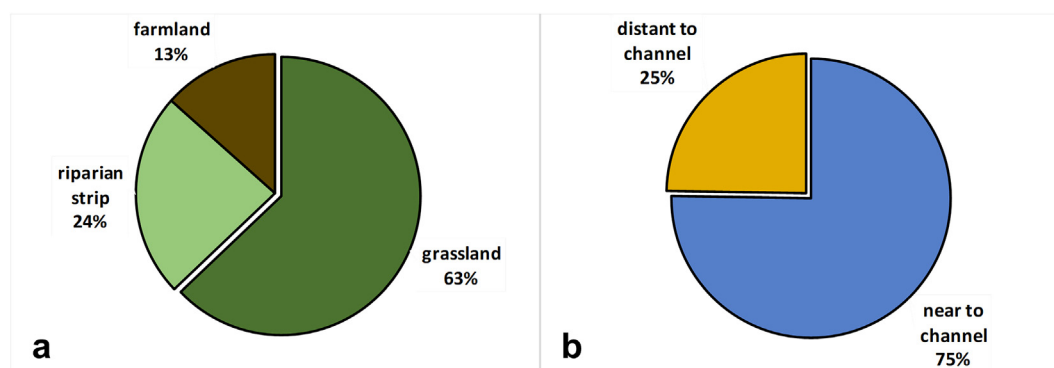 farmland
13%
riparian
strip
24%
grassland
63%
a
distant to
channel
25%
near to
channel
75%
b